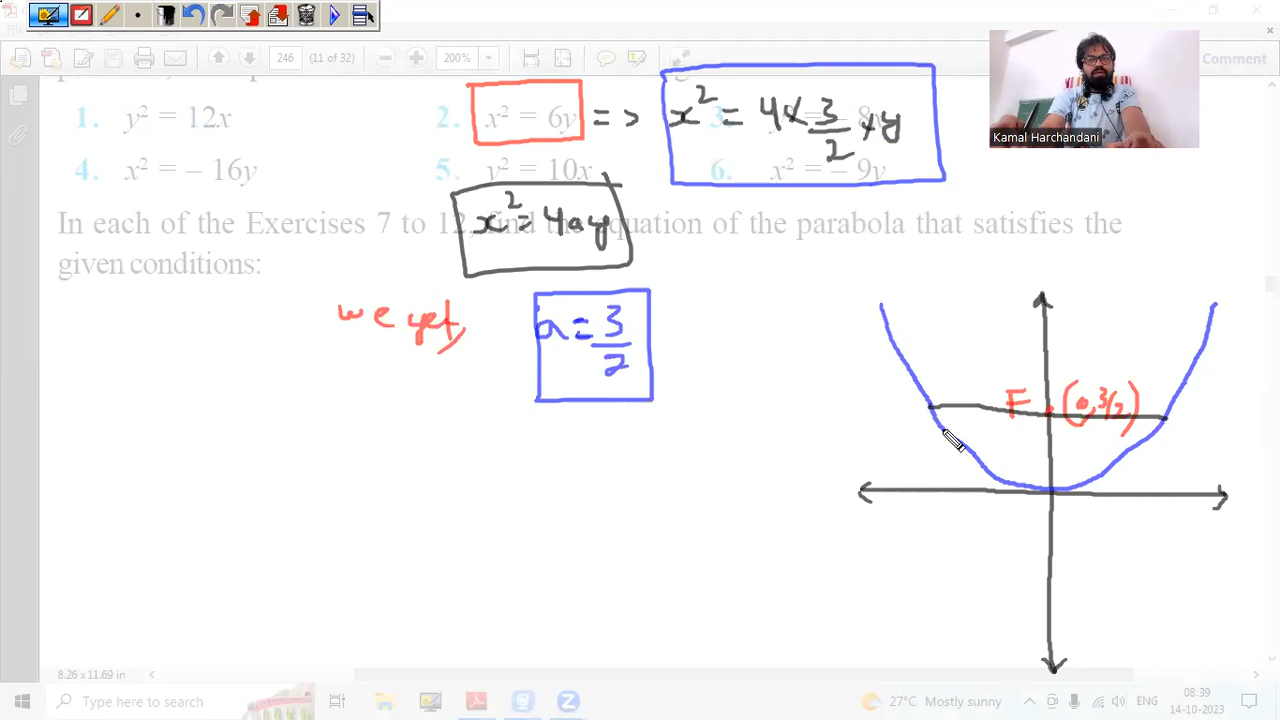 246 (11 of 32) 200% Comment
1. y² = 12x 2. x² = 6y => x² = 4 × 3/2 × y 3. – 8x
4. x² = – 16y 5. y² = 10x 6. x² = – 9y
x² = 4ay
In each of the Exercises 7 to 12, find the equation of the parabola that satisfies the
given conditions:
we get, a = 3/2
F (0, 3/2)
Kamal Harchandani
8.26 x 11.69 in
Type here to search
27°C Mostly sunny ENG 08:39
14-10-2023